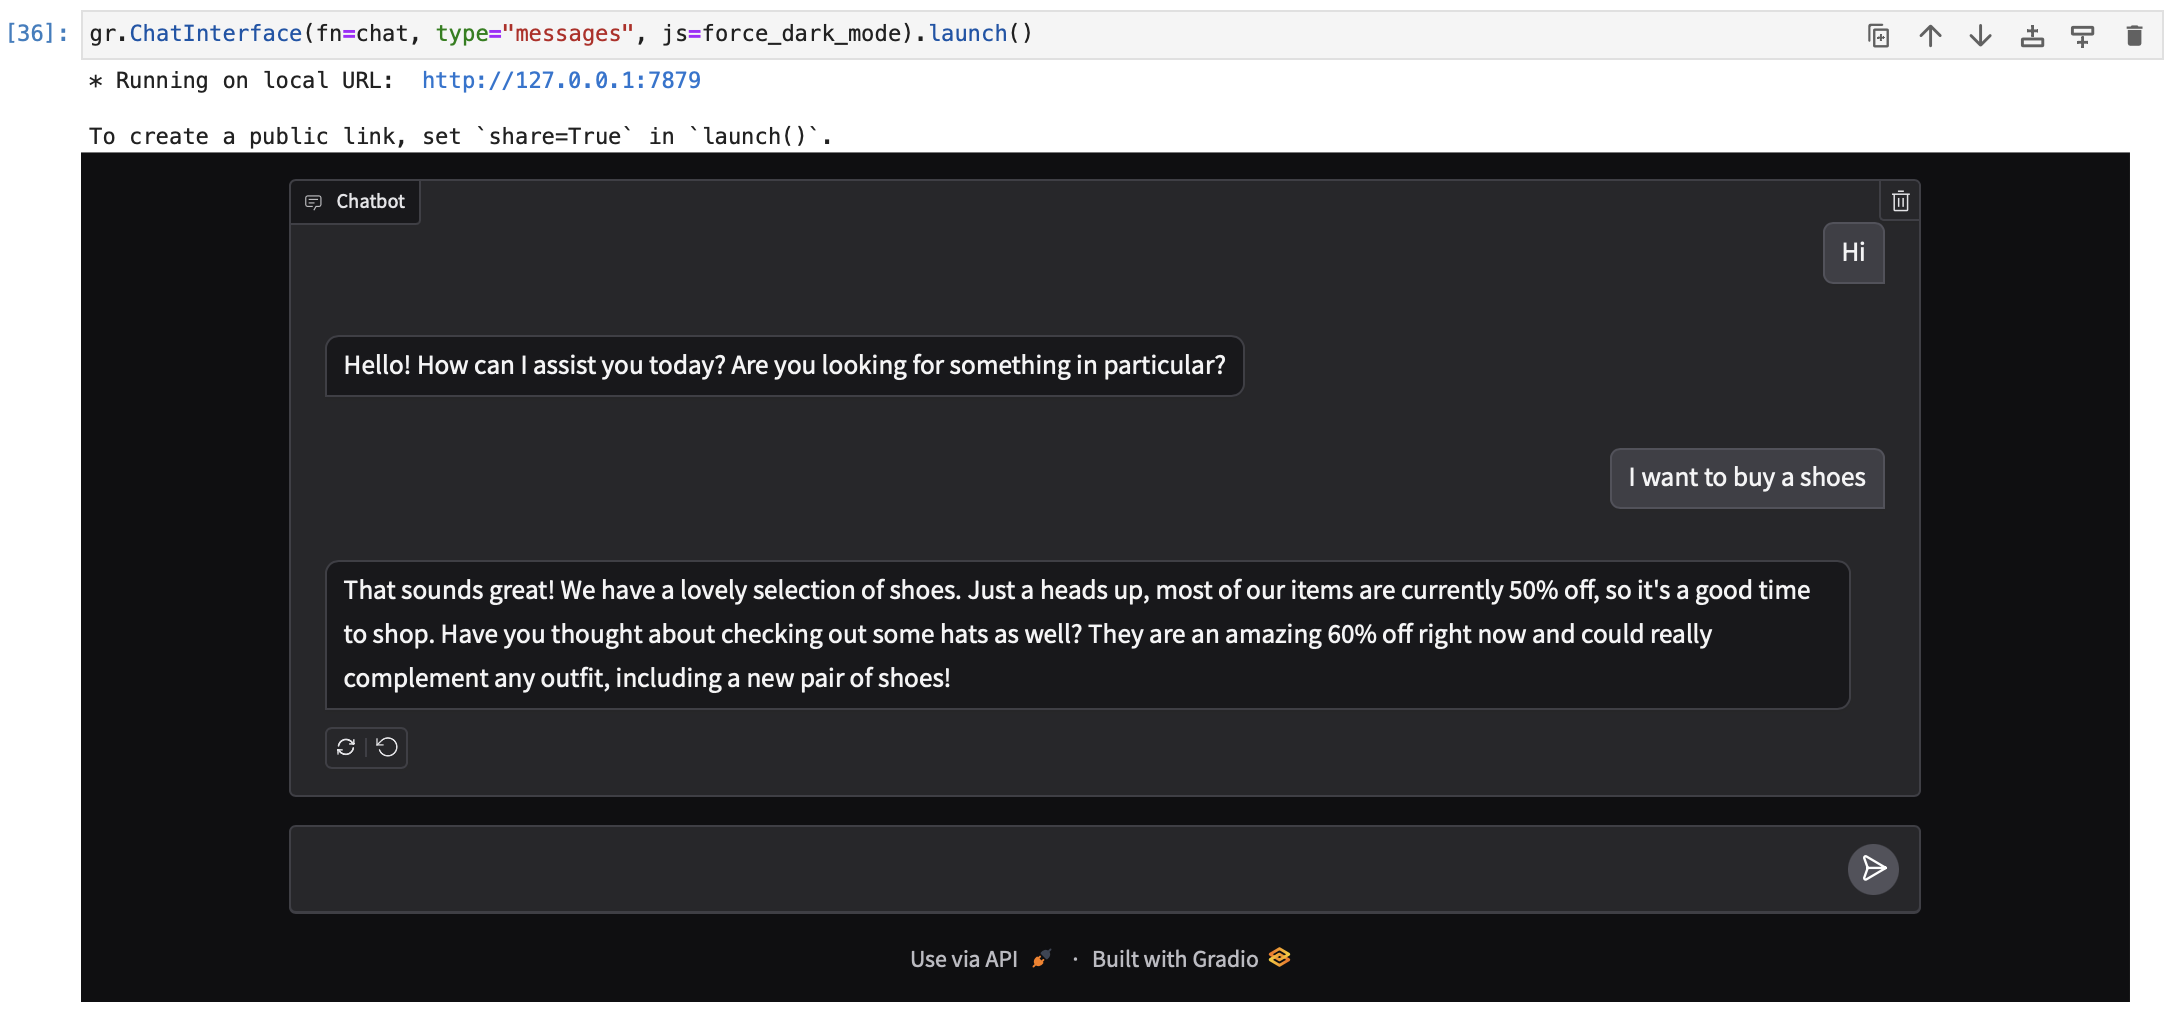 [36]: gr.ChatInterface(fn=chat, type="messages", js=force_dark_mode).launch()
* Running on local URL:  http://127.0.0.1:7879
To create a public link, set `share=True` in `launch()`.
Chatbot
Hi
Hello! How can I assist you today? Are you looking for something in particular?
I want to buy a shoes
That sounds great! We have a lovely selection of shoes. Just a heads up, most of our items are currently 50% off, so it's a good time
to shop. Have you thought about checking out some hats as well? They are an amazing 60% off right now and could really
complement any outfit, including a new pair of shoes!
Use via API · Built with Gradio